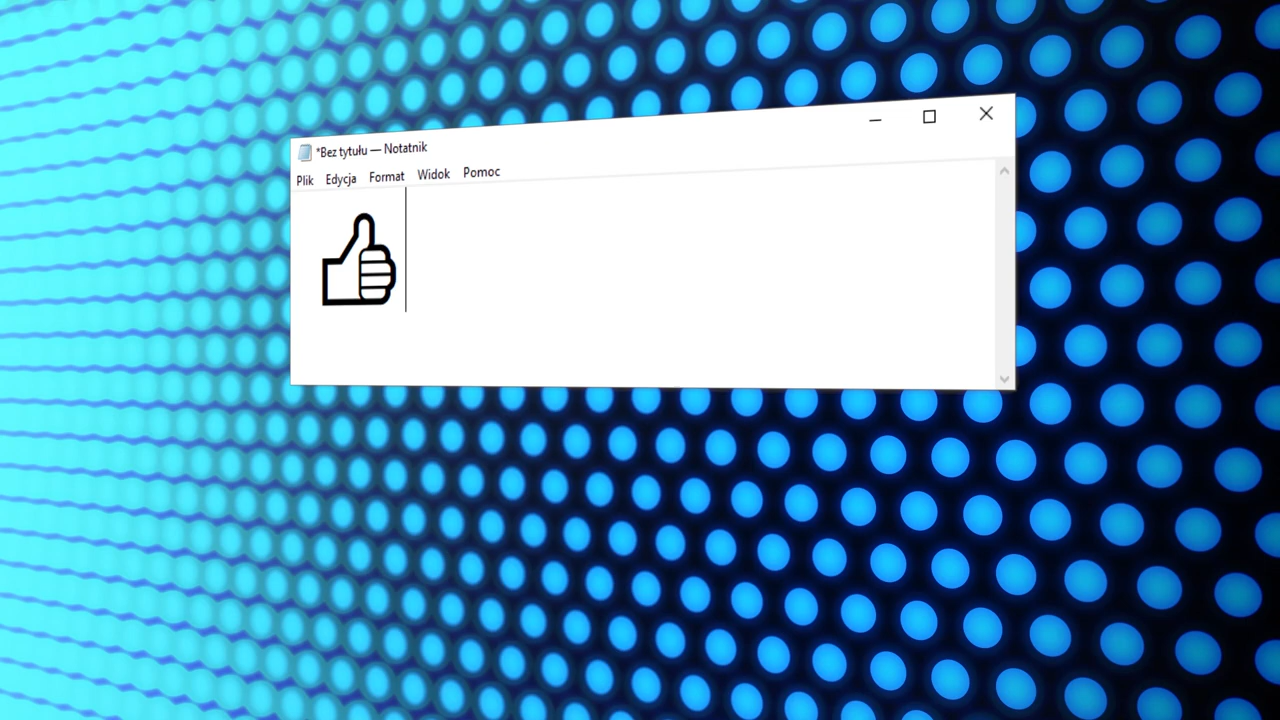 *Bez tytułu — Notatnik
Plik Edycja Format Widok Pomoc
👍